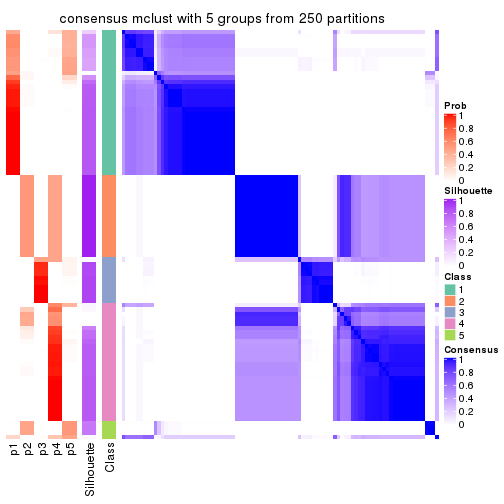 consensus mclust with 5 groups from 250 partitions
Prob
1
0.8
0.6
0.4
0.2
0
Silhouette
1
0.8
0.6
0.4
0.2
0
Class
1
2
3
4
5
Consensus
1
0.8
0.6
0.4
0.2
0
p1
p2
p3
p4
p5
Silhouette
Class